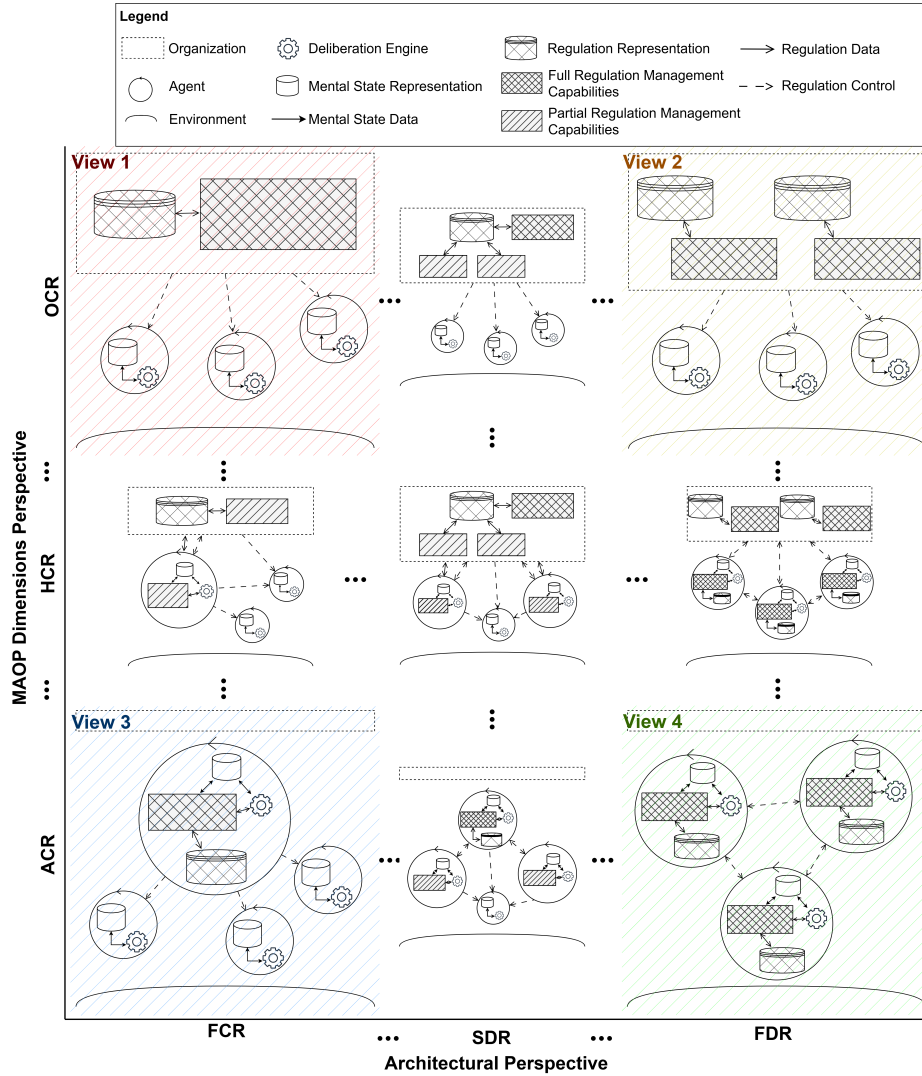 Legend
Organization
Deliberation Engine
Regulation Representation
Regulation Data
Agent
Mental State Representation
Full Regulation Management
Capabilities
Regulation Control
Environment
Mental State Data
Partial Regulation Management
Capabilities
View 1
View 2
OCR
•••
•••
•••
•••
•••
HCR
•••
•••
•••
•••
•••
MAOP Dimensions Perspective
•••
•••
View 3
View 4
ACR
•••
•••
FCR
•••
SDR
•••
FDR
Architectural Perspective